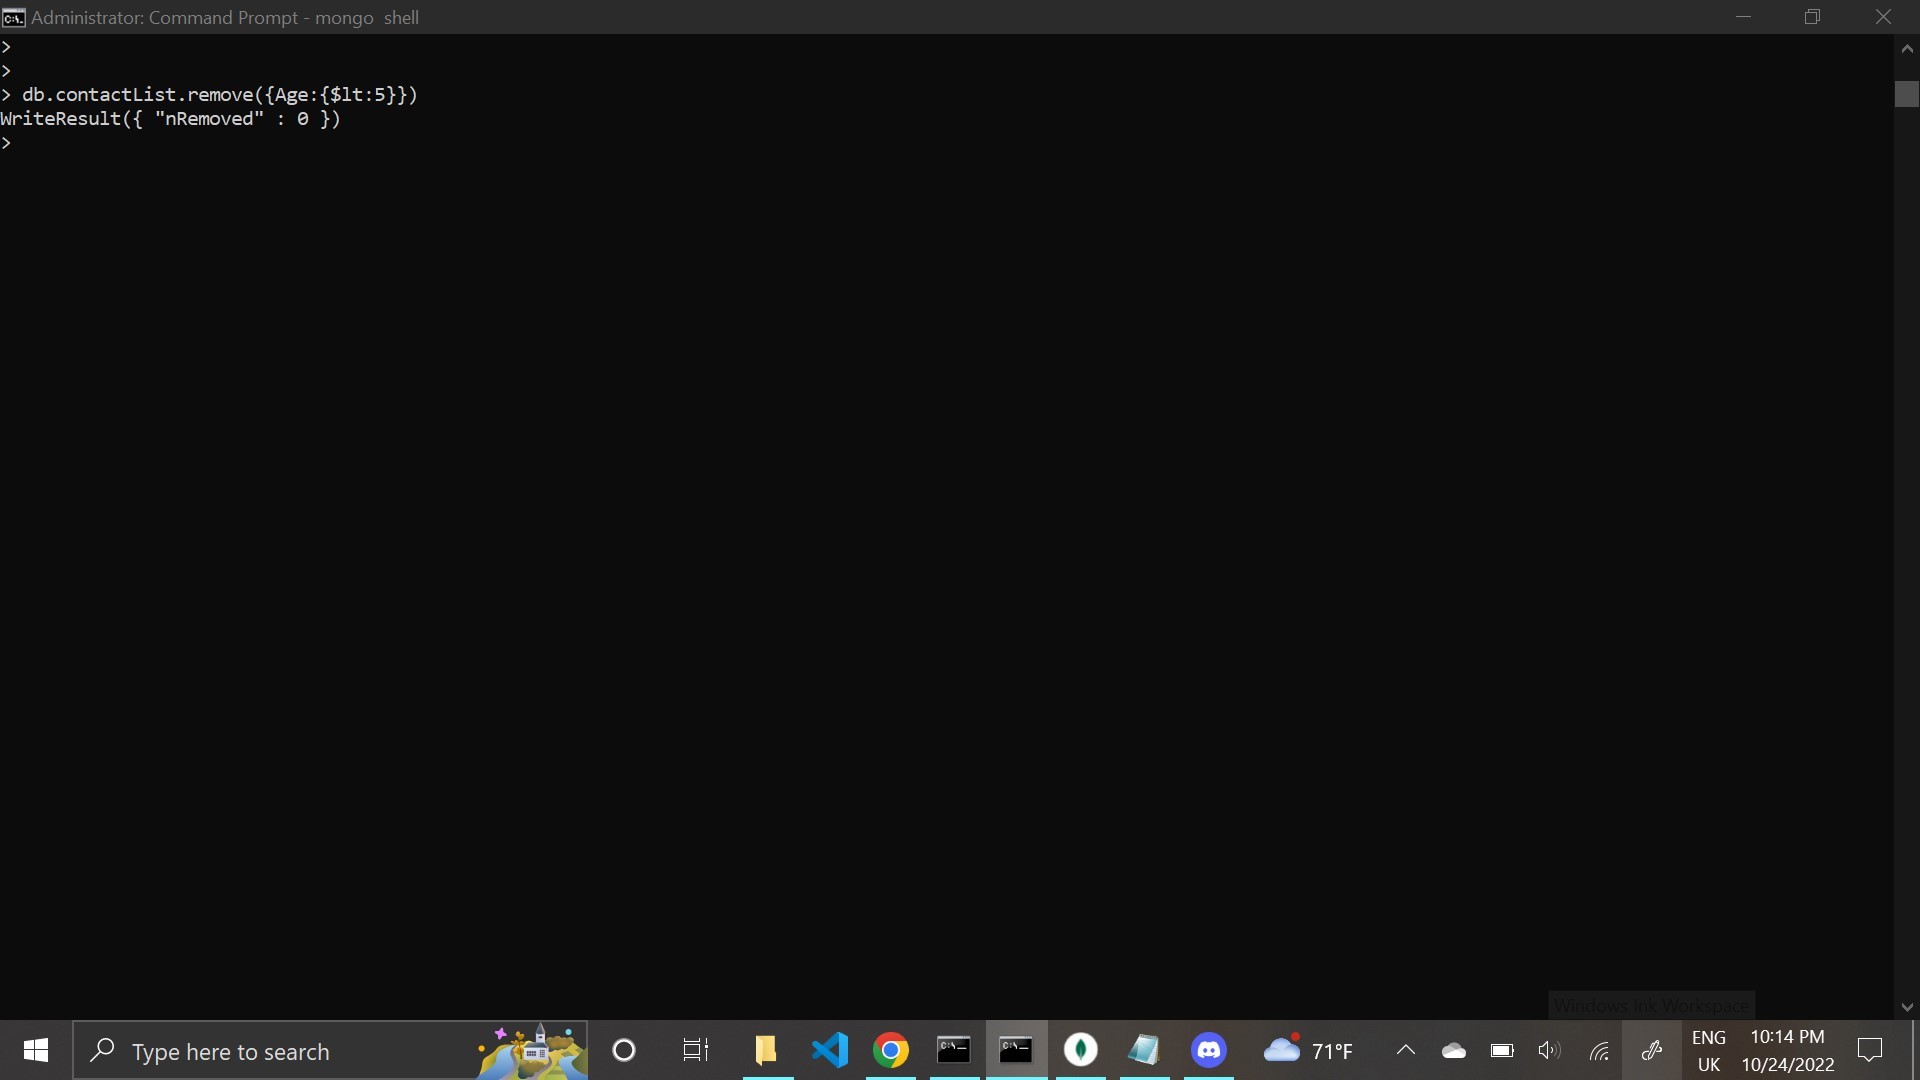 Administrator: Command Prompt - mongo  shell
>
>
> db.contactList.remove({Age:{$lt:5}})
WriteResult({ "nRemoved" : 0 })
>
Windows Ink Workspace
Type here to search
71°F
ENG
UK
10:14 PM
10/24/2022